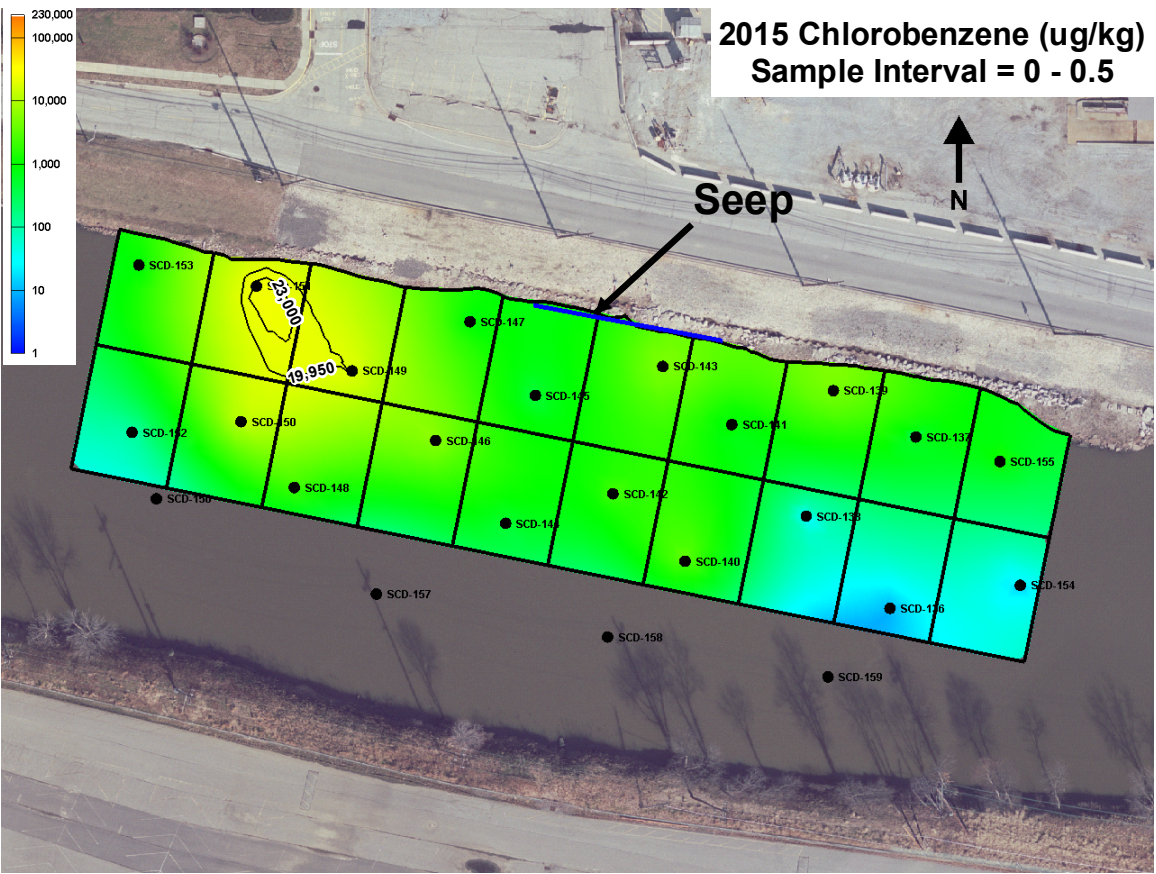 2015 Chlorobenzene (ug/kg)
Sample Interval = 0 - 0.5
230,000
100,000
10,000
1,000
100
10
1
N
Seep
SCD-153
23,000
SCD-147
19,950
SCD-149
SCD-143
SCD-145
SCD-139
SCD-141
SCD-137
SCD-155
SCD-152
SCD-150
SCD-146
SCD-148
SCD-142
SCD-144
SCD-138
SCD-140
SCD-154
SCD-136
SCD-157
SCD-158
SCD-159